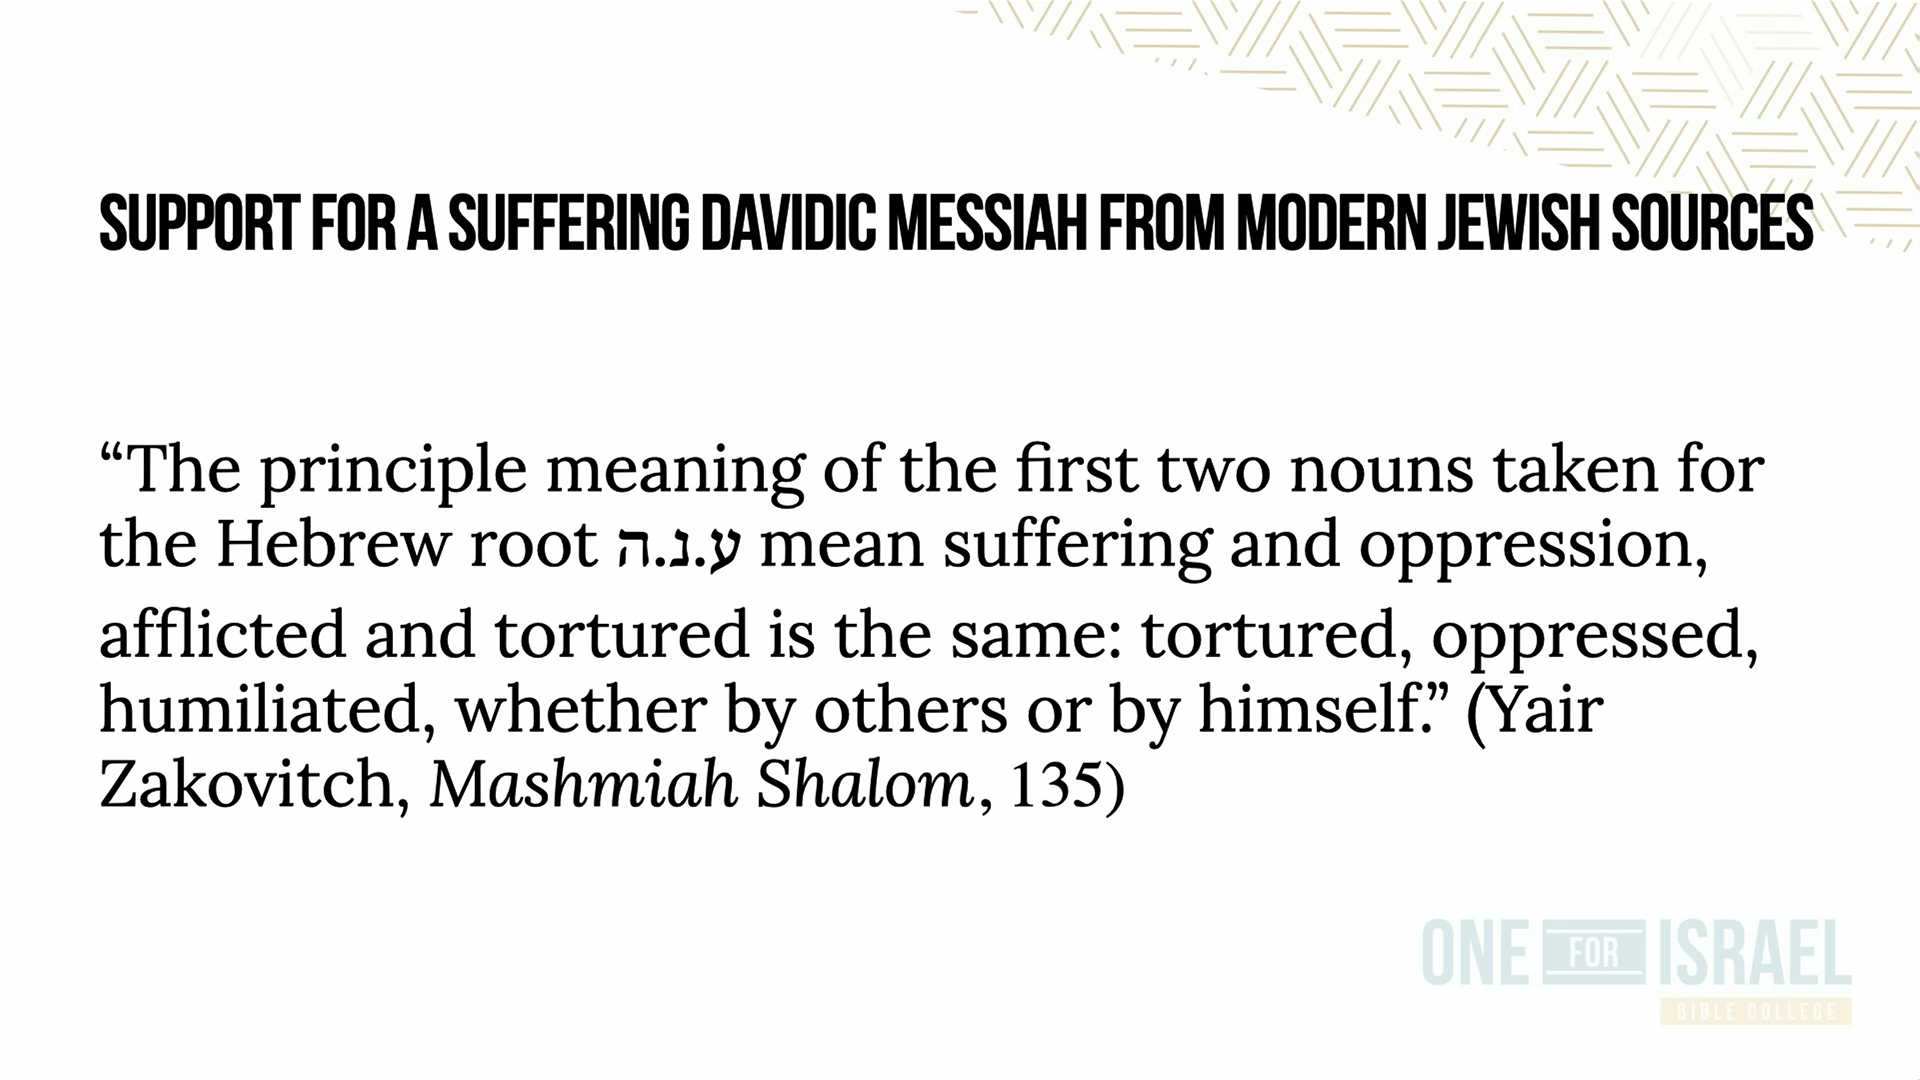 SUPPORT FOR A SUFFERING DAVIDIC MESSIAH FROM MODERN JEWISH SOURCES
“The principle meaning of the first two nouns taken for
the Hebrew root ע.נ.ה mean suffering and oppression,
afflicted and tortured is the same: tortured, oppressed,
humiliated, whether by others or by himself.” (Yair
Zakovitch, Mashmiah Shalom, 135)
ONE FOR ISRAEL
BIBLE COLLEGE